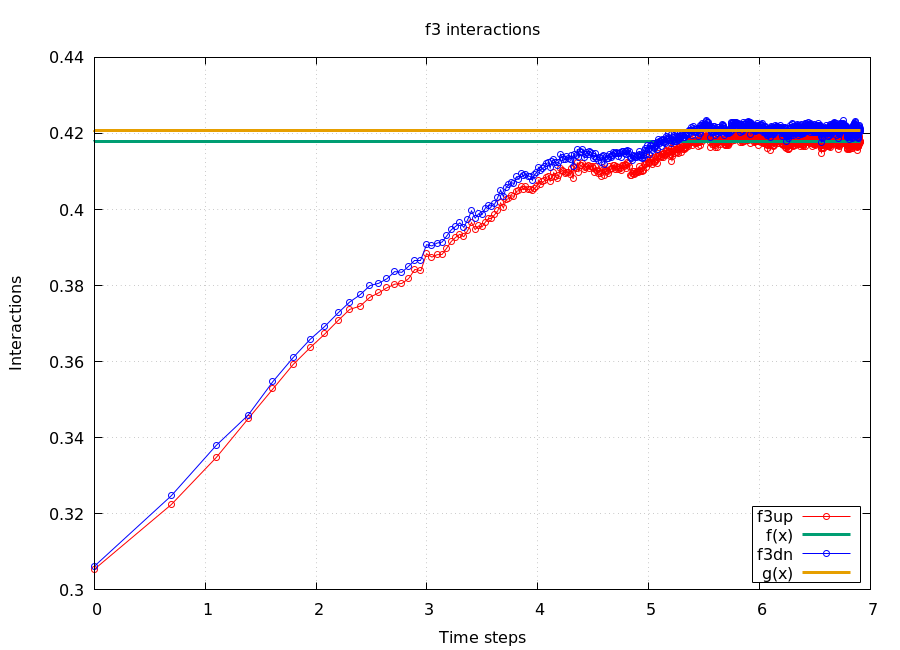 f3 interactions
0.44
0.42
0.4
0.38
0.36
0.34
0.32
0.3
Interactions
0 1 2 3 4 5 6 7
Time steps
f3up
f(x)
f3dn
g(x)